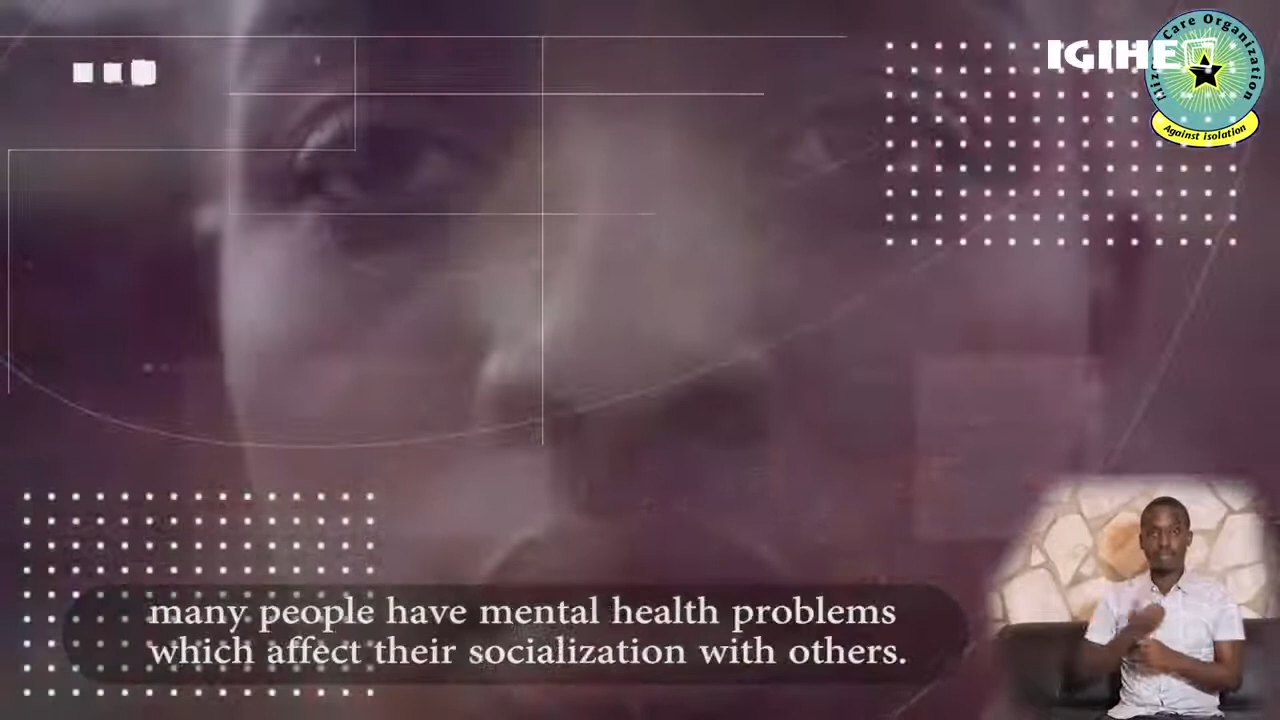 IGIHE
Care Organization
Against isolation
many people have mental health problems
which affect their socialization with others.